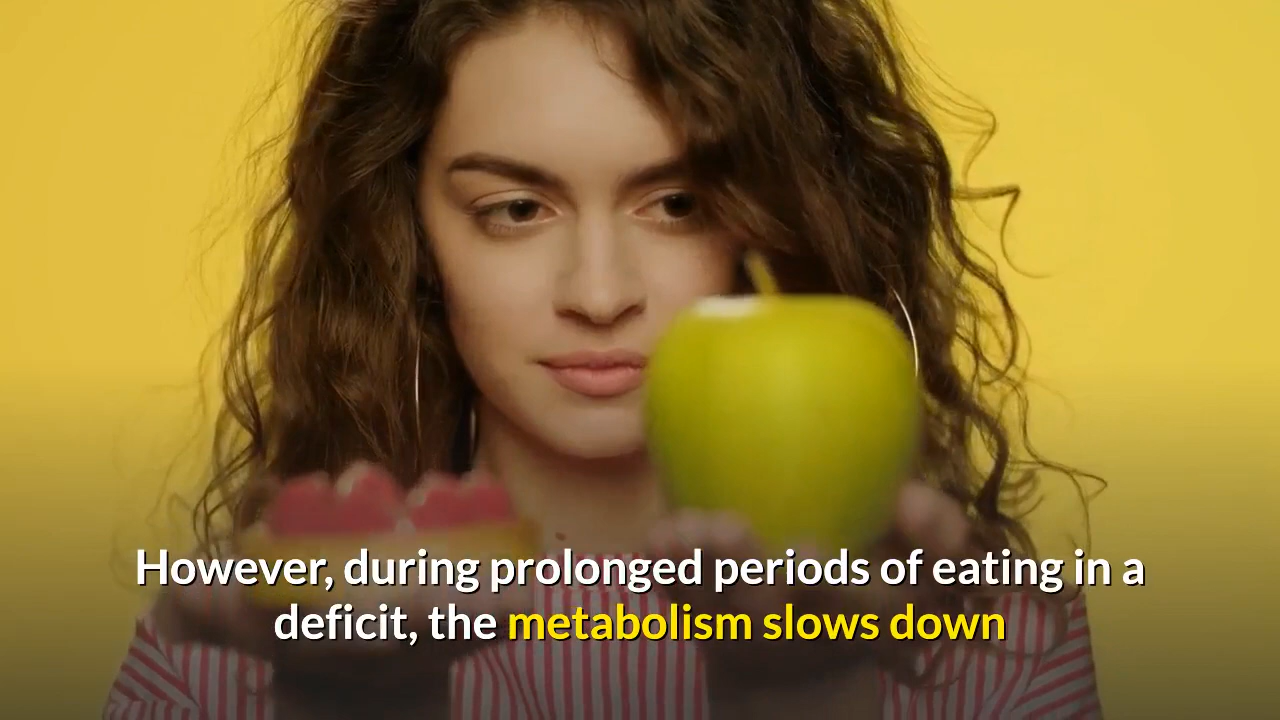 However, during prolonged periods of eating in a
deficit, the metabolism slows down